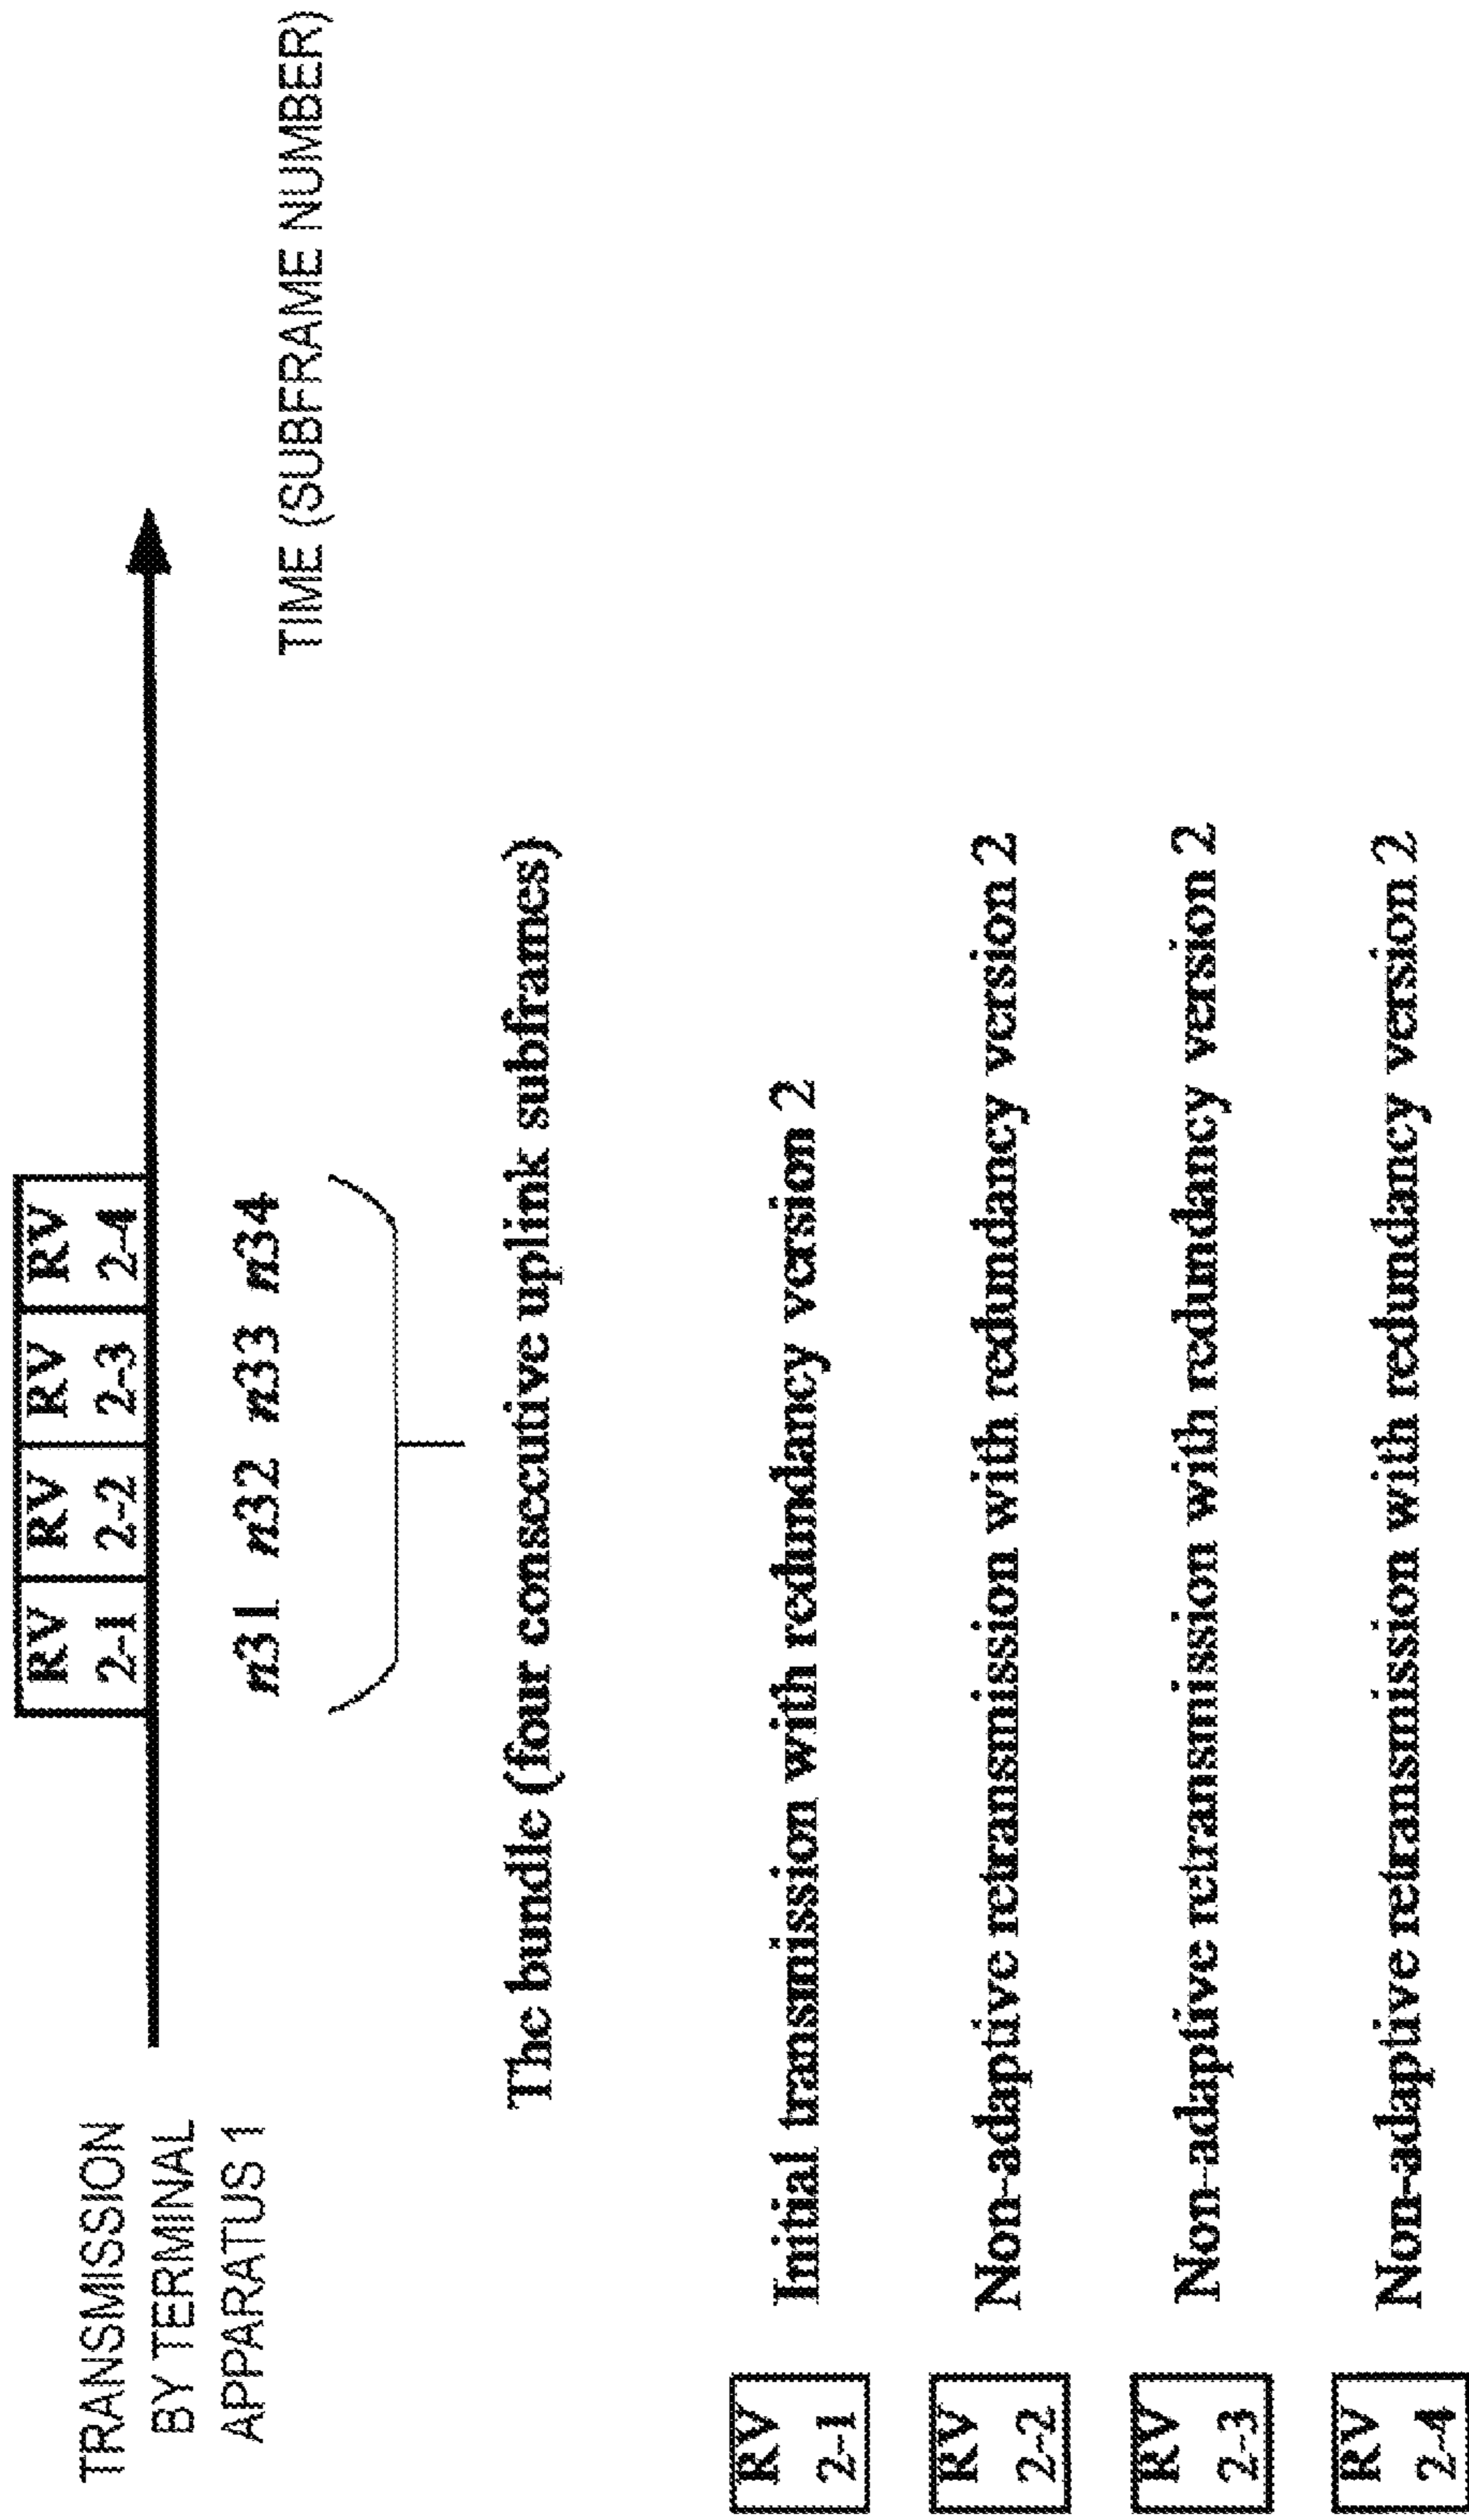 TRANSMISSION
BY TERMINAL
APPARATUS 1
RV RV RV RV
2-1 2-2 2-3 2-4
n31 n32 n33 n34
TIME (SUBFRAME NUMBER)
The bundle (four consecutive uplink subframes)
RV
2-1
Initial transmission with redundancy version 2
RV
2-2
Non-adaptive retransmission with redundancy version 2
RV
2-3
Non-adaptive retransmission with redundancy version 2
RV
2-4
Non-adaptive retransmission with redundancy version 2